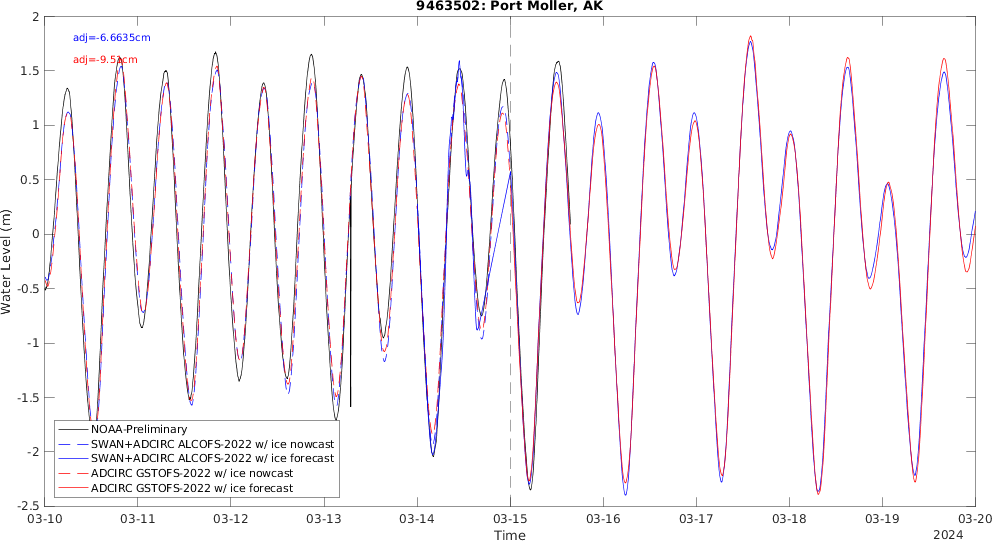 9463502: Port Moller, AK
adj=-6.6635cm
adj=-9.53cm
Water Level (m)
2
1.5
1
0.5
0
-0.5
-1
-1.5
-2
-2.5
NOAA-Preliminary
SWAN+ADCIRC ALCOFS-2022 w/ ice nowcast
SWAN+ADCIRC ALCOFS-2022 w/ ice forecast
ADCIRC GSTOFS-2022 w/ ice nowcast
ADCIRC GSTOFS-2022 w/ ice forecast
03-10 03-11 03-12 03-13 03-14 03-15 03-16 03-17 03-18 03-19 03-20
Time
2024